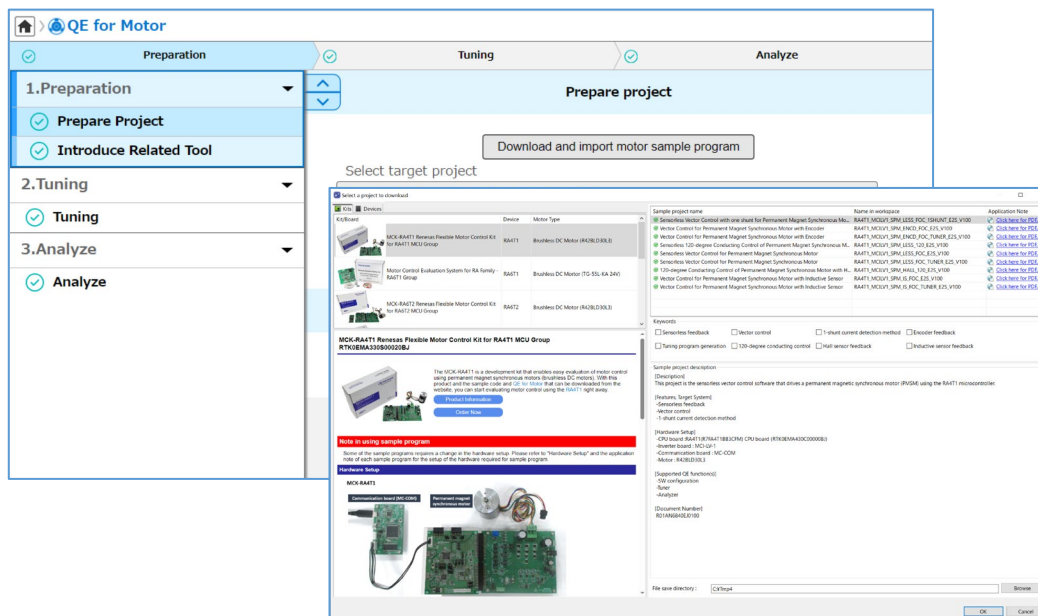 QE for Motor
Preparation
Tuning
Analyze
1.Preparation
Prepare Project
Introduce Related Tool
2.Tuning
Tuning
3.Analyze
Analyze
Prepare project
Download and import motor sample program
Select target project
Select a project to download
Kits Devices
Kit/Board Device Motor Type
MCK-RA4T1 Renesas Flexible Motor Control Kit for RA4T1 MCU Group RA4T1 Brushless DC Motor (R42BLD30L3)
Motor Control Evaluation System for RA Family - RA6T1 Group RA6T1 Brushless DC Mortor (TG-55L-KA 24V)
MCK-RA6T2 Renesas Flexible Motor Control Kit for RA6T2 MCU Group RA6T2 Brushless DC Motor (R42BLD30L3)
MCK-RA4T1 Renesas Flexible Motor Control Kit for RA4T1 MCU Group
RTK0EMA330S00020BJ
The MCK-RA4T1 is a development kit that enables easy evaluation of motor control
using permanent magnet synchronous motors (brushless DC motors). With this
product and the sample code and QE for Motor that can be downloaded from the
website, you can start evaluating motor control using the RA4T1 right away.
Product Information
Order Now
Note in using sample program
Some of the sample programs requires a change in the hardware setup. Please refer to "Hardware Setup" and the application
note of each sample program for the setup of the hardware required for sample program.
Hardware Setup
MCK-RA4T1
Communication board (MC-COM)
Permanent magnet
synchronous motor
Sample project name Name in workspace Application Note
Sensorless Vector Control with one shunt for Permanent Magnet Synchronous Mo... RA4T1_MCILV1_SPM_LESS_FOC_1SHUNT_E2S_V100 Click here for PDF.
Vector Control for Permanent Magnet Synchronous Motor with Encoder RA4T1_MCILV1_SPM_ENCD_FOC_E2S_V100 Click here for PDF.
Vector Control for Permanent Magnet Synchronous Motor with Encoder RA4T1_MCILV1_SPM_ENCD_FOC_TUNER_E2S_V100 Click here for PDF.
Sensorless 120-degree Conducting Control of Permanent Magnet Synchronous M... RA4T1_MCILV1_SPM_LESS_120_E2S_V100 Click here for PDF.
Sensorless Vector Control for Permanent Magnet Synchronous Motor RA4T1_MCILV1_SPM_LESS_FOC_E2S_V100 Click here for PDF.
Sensorless Vector Control for Permanent Magnet Synchronous Motor RA4T1_MCILV1_SPM_LESS_FOC_TUNER_E2S_V100 Click here for PDF.
120-degree Conducting Control of Permanent Magnet Synchronous Motor with H... RA4T1_MCILV1_SPM_HALL_120_E2S_V100 Click here for PDF.
Vector Control for Permanent Magnet Synchronous Motor with Inductive Sensor RA4T1_MCILV1_SPM_IS_FOC_E2S_V100 Click here for PDF.
Vector Control for Permanent Magnet Synchronous Motor with Inductive Sensor RA4T1_MCILV1_SPM_IS_FOC_TUNER_E2S_V100 Click here for PDF.
Keywords
Sensorless feedback Vector control 1-shunt current detection method Encoder feedback
Tuning program generation 120-degree conducting control Hall sensor feedback Inductive sensor feedback
Sample project description
[Description]
This project is the sensorless vector control software that drives a permanent magnetic synchronous motor (PMSM) using the RA4T1 microcontroller.
[Features, Target System]
-Sensorless feedback
-Vector control
-1-shunt current detection method
[Hardware Setup]
-CPU board :RA4T1(R7FA4T1BB3CFM) CPU board (RTK0EMA430C00000BJ)
-Inverter board : MCI-LV-1
-Communication board : MC-COM
-Motor : R42BLD30L3
[Supported QE function(s)]
-SW configuration
-Tuner
-Analyzer
[Document Number]
R01AN6840EJ0100
File save directory : C:¥Tmp4 Browse
OK Cancel